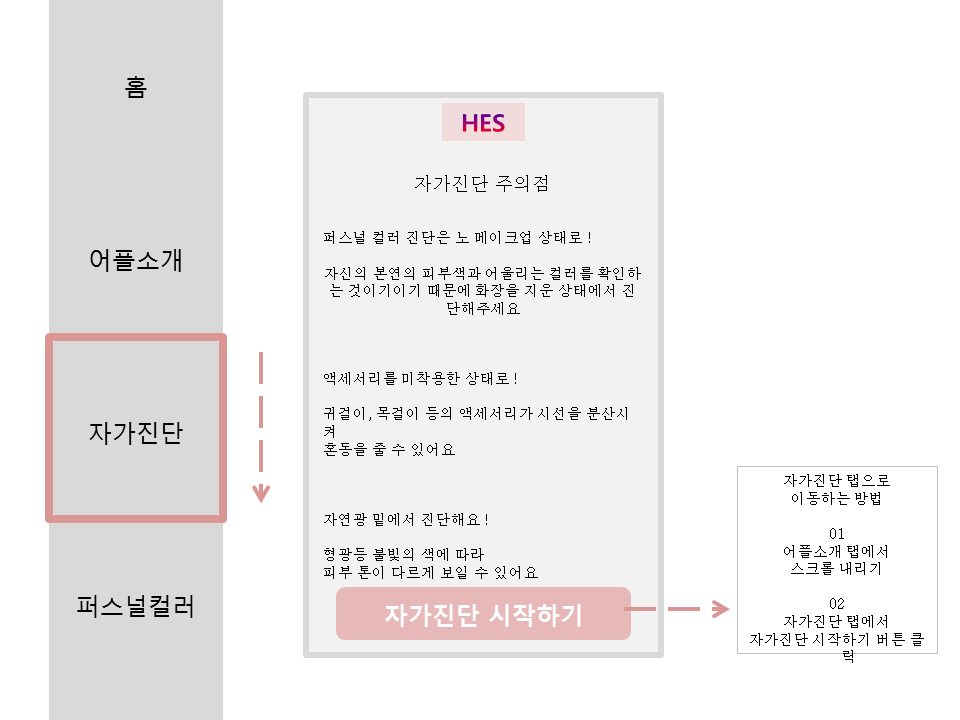 홈
어플소개
자가진단
퍼스널컬러
HES
자가진단 주의점
퍼스널 컬러 진단은 노 메이크업 상태로!
자신의 본연의 피부색과 어울리는 컬러를 확인하
는 것이기이기 때문에 화장을 지운 상태에서 진
단해주세요
액세서리를 미착용한 상태로!
귀걸이, 목걸이 등의 액세서리가 시선을 분산시
켜
혼동을 줄 수 있어요
자연광 밑에서 진단해요!
형광등 불빛의 색에 따라
피부 톤이 다르게 보일 수 있어요
자가진단 시작하기
자가진단 탭으로
이동하는 방법
01
어플소개 탭에서
스크롤 내리기
02
자가진단 탭에서
자가진단 시작하기 버튼 클
릭